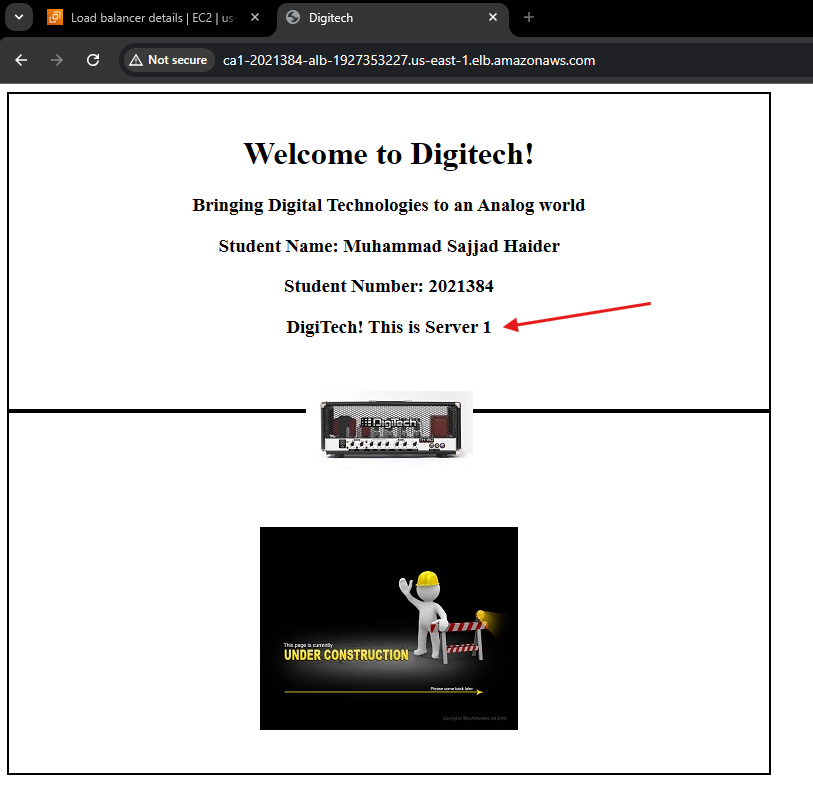 Load balancer details | EC2 | us-
Digitech
Not secure
ca1-2021384-alb-1927353227.us-east-1.elb.amazonaws.com
Welcome to Digitech!
Bringing Digital Technologies to an Analog world
Student Name: Muhammad Sajjad Haider
Student Number: 2021384
DigiTech! This is Server 1
DigiTech
This page is currently
UNDER CONSTRUCTION
Please come back later